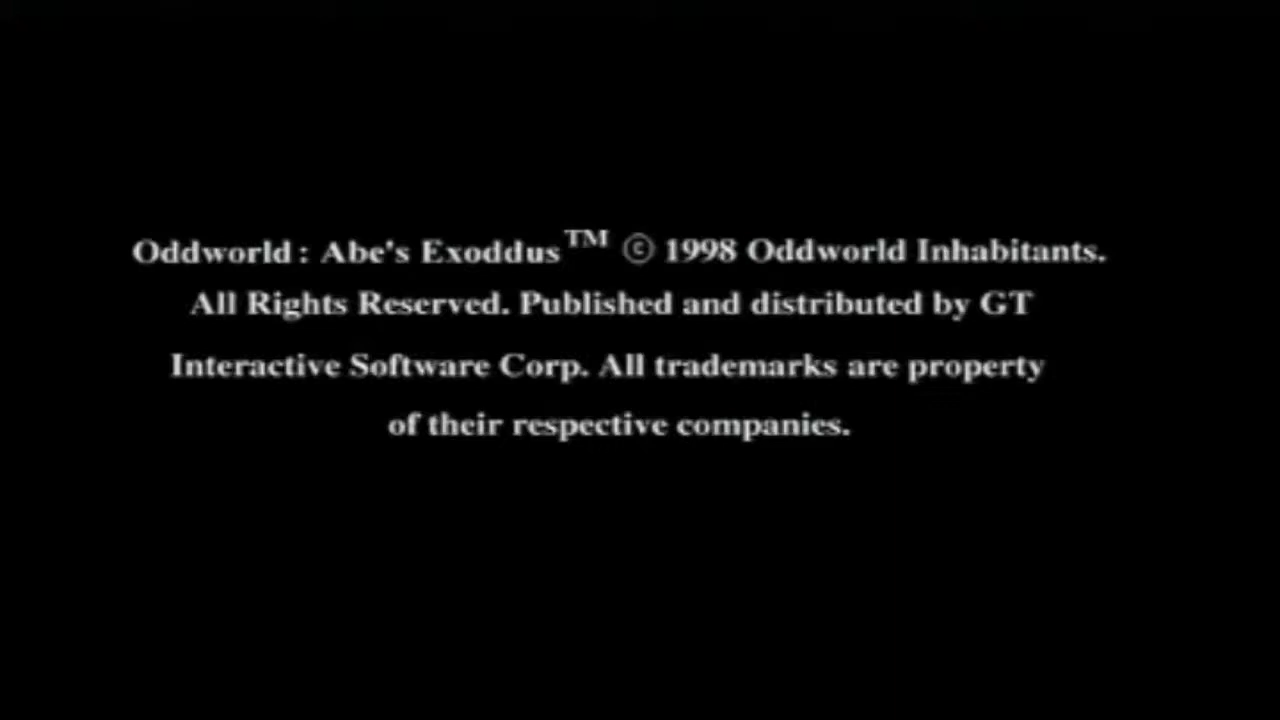 Oddworld : Abe's Exoddus™ © 1998 Oddworld Inhabitants.
All Rights Reserved. Published and distributed by GT
Interactive Software Corp. All trademarks are property
of their respective companies.